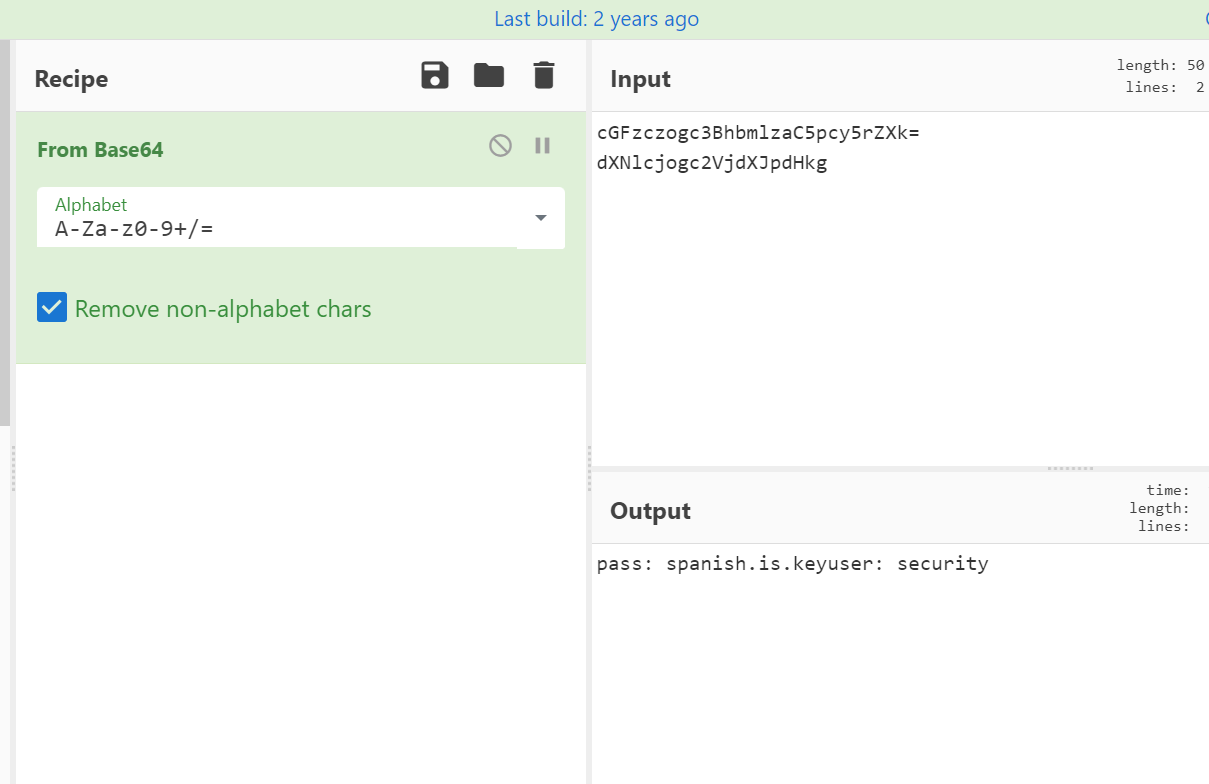 Last build: 2 years ago
Recipe
From Base64
Alphabet
A-Za-z0-9+/=
Remove non-alphabet chars
Input
length: 50
lines: 2
cGFzczogc3BhbmlzaC5pcy5rZXk=
dXNlcjogc2VjdXJpdHkg
Output
time:
length:
lines:
pass: spanish.is.keyuser: security